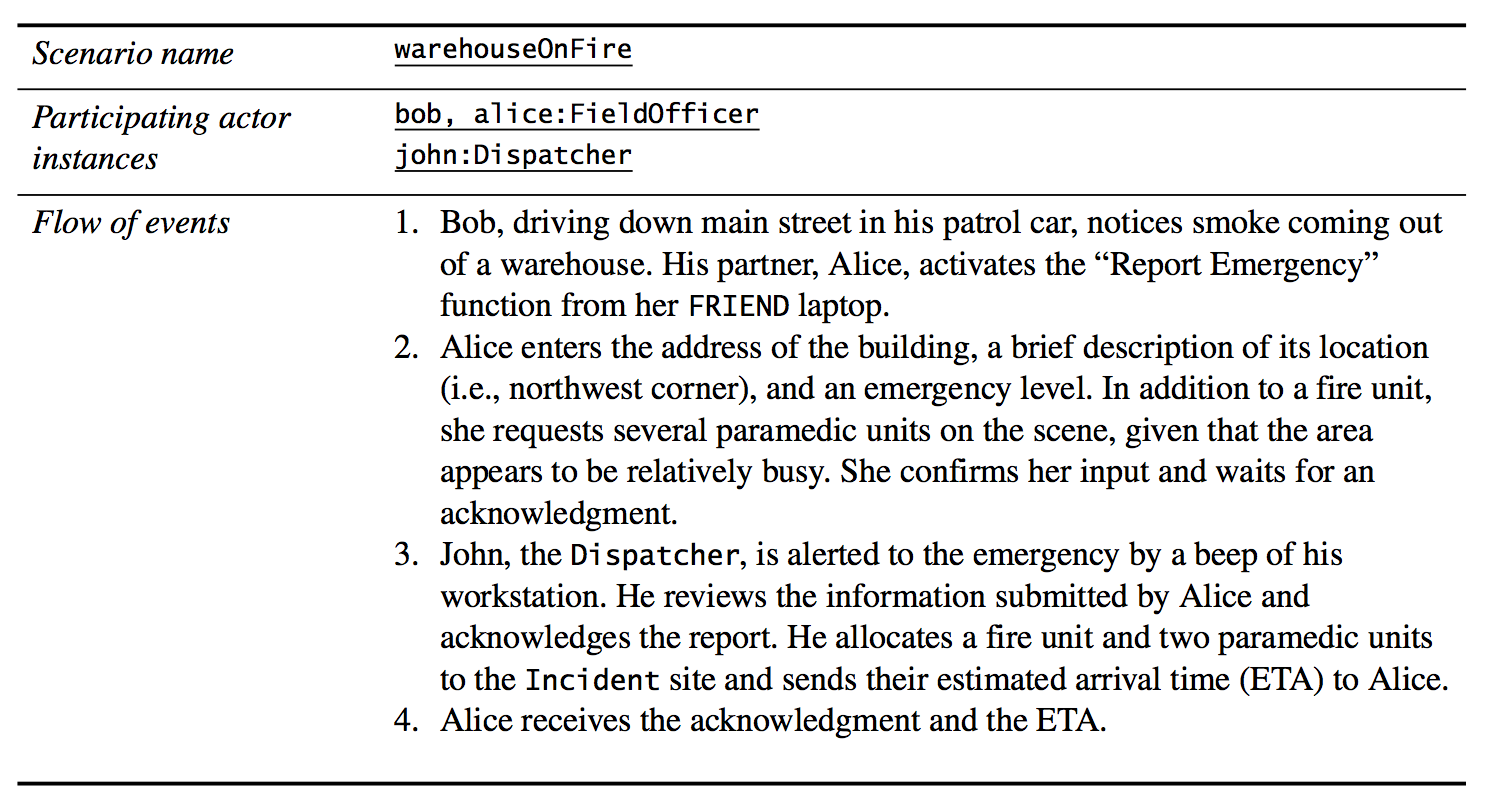 Scenario name warehouseOnFire
Participating actor bob, alice:FieldOfficer
instances john:Dispatcher
Flow of events 1. Bob, driving down main street in his patrol car, notices smoke coming out
of a warehouse. His partner, Alice, activates the “Report Emergency”
function from her FRIEND laptop.
2. Alice enters the address of the building, a brief description of its location
(i.e., northwest corner), and an emergency level. In addition to a fire unit,
she requests several paramedic units on the scene, given that the area
appears to be relatively busy. She confirms her input and waits for an
acknowledgment.
3. John, the Dispatcher, is alerted to the emergency by a beep of his
workstation. He reviews the information submitted by Alice and
acknowledges the report. He allocates a fire unit and two paramedic units
to the Incident site and sends their estimated arrival time (ETA) to Alice.
4. Alice receives the acknowledgment and the ETA.